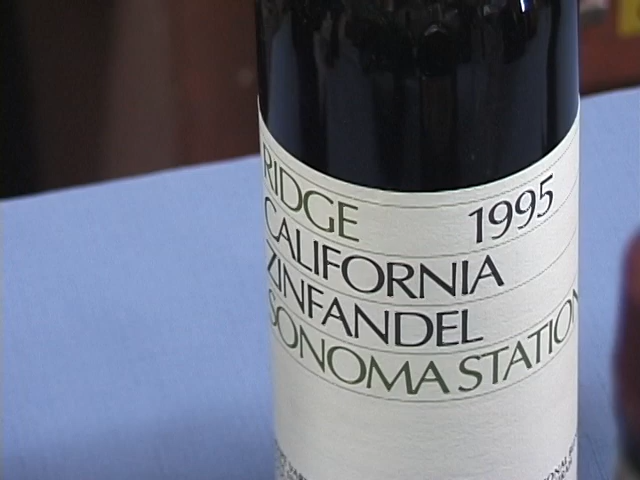 RIDGE 1995
CALIFORNIA
ZINFANDEL
SONOMA STATION